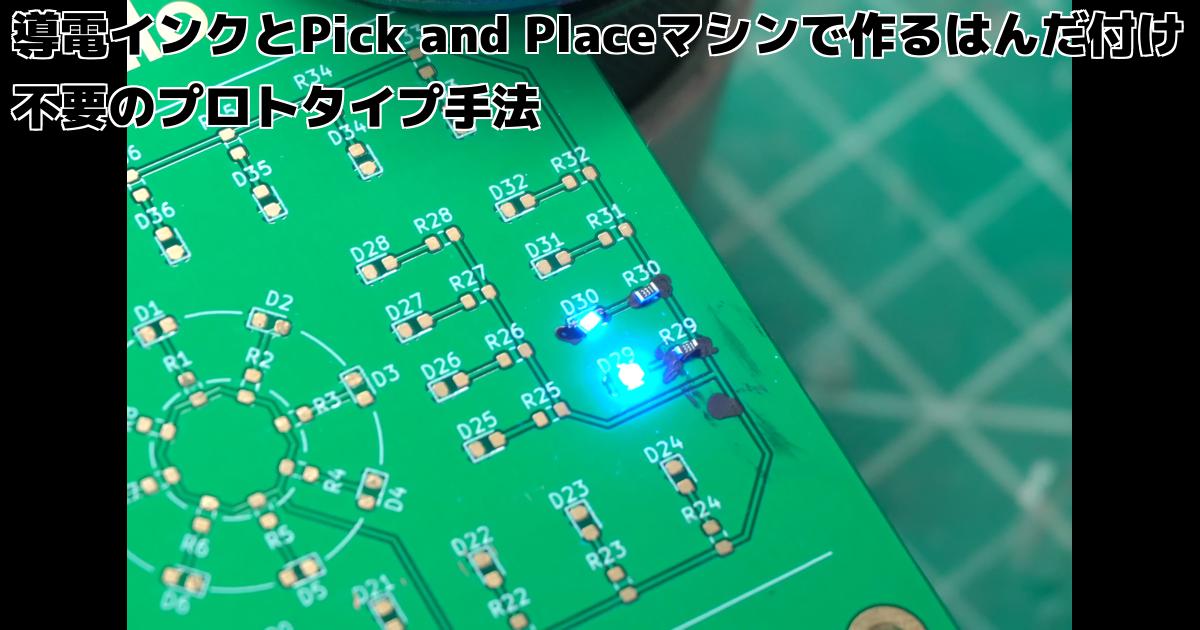 導電インクとPick and Placeマシンで作るはんだ付け
不要のプロトタイプ手法
R34
D34
D35
D36
R32
D32
R31
D31
R28
D28
R30
D30
R27
D27
R29
D29
R26
D26
R25
D25
D1
D2
R1
R2
D3
R3
D24
R4
D4
D23
R24
R5
R6
D22
R23
D5
D6
D21
R22